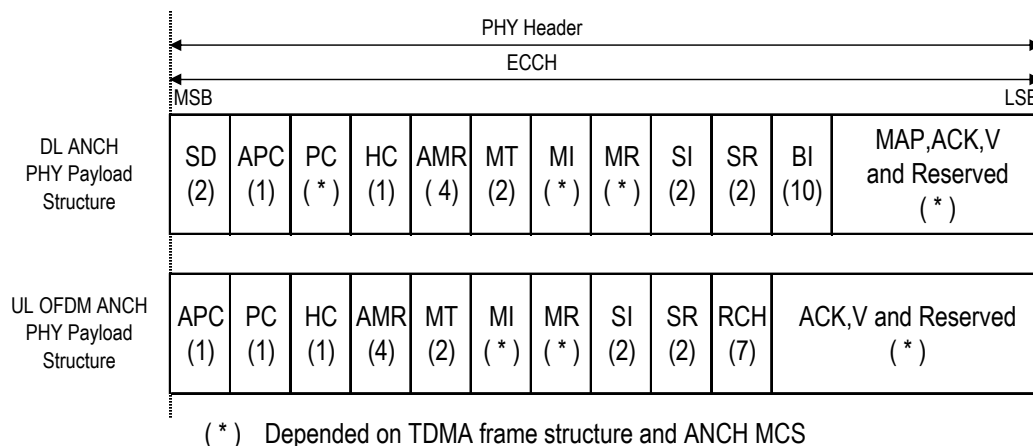 PHY Header
ECCH
MSB LSB
DL ANCH
PHY Payload
Structure
SD (2) APC (1) PC ( * ) HC (1) AMR ( 4) MT (2) MI ( * ) MR ( * ) SI (2) SR (2) BI (10) MAP,ACK,V and Reserved ( * )
UL OFDM ANCH
PHY Payload
Structure
APC (1) PC (1) HC (1) AMR (4) MT (2) MI ( * ) MR ( * ) SI (2) SR (2) RCH (7) ACK,V and Reserved ( * )
( * ) Depended on TDMA frame structure and ANCH MCS